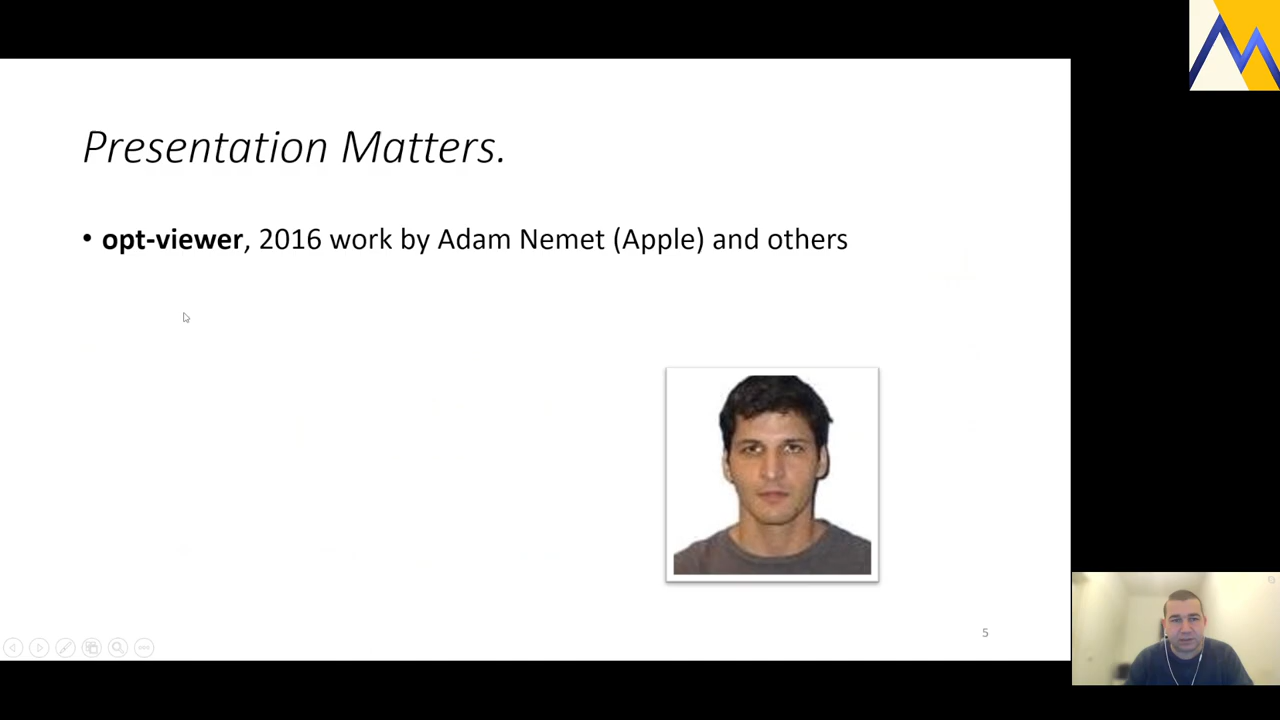 Presentation Matters.
• opt-viewer, 2016 work by Adam Nemet (Apple) and others
5